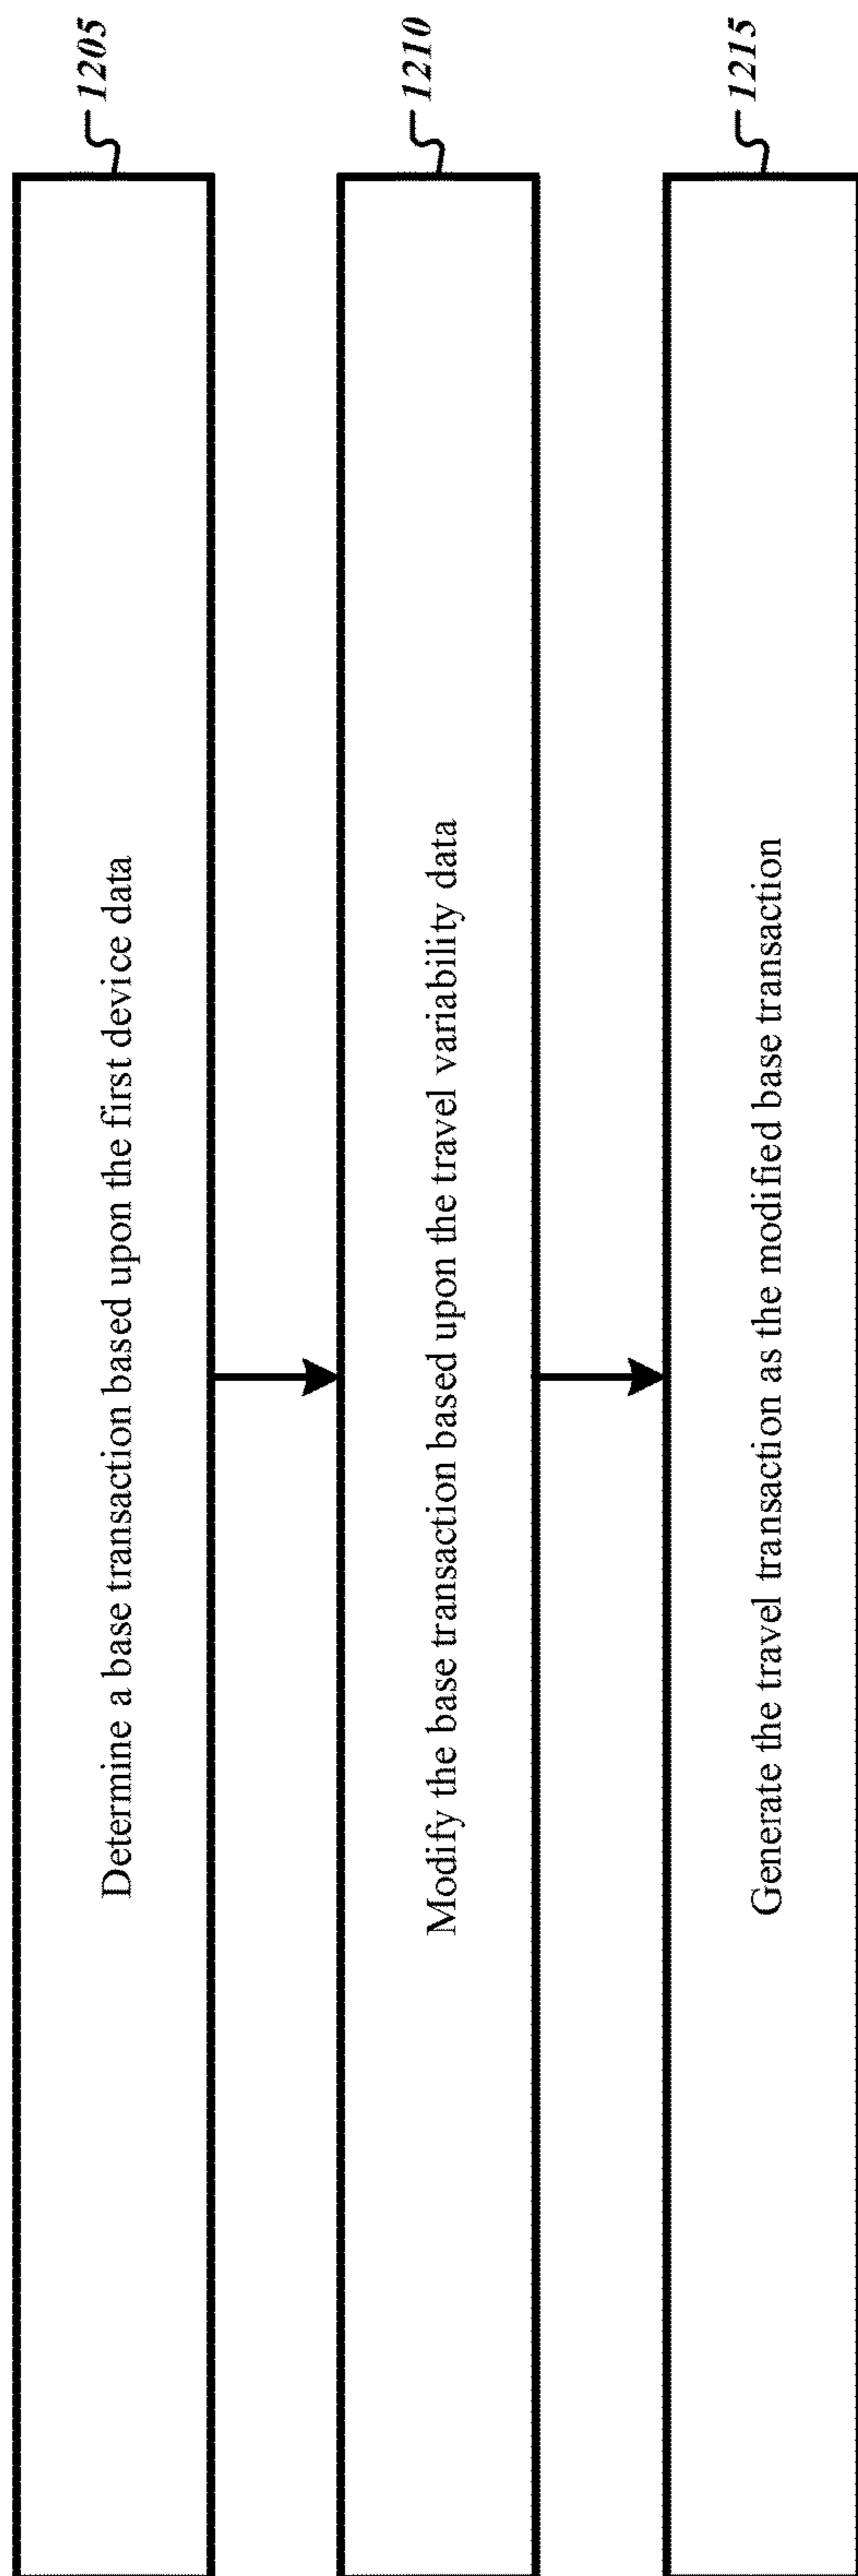 Determine a base transaction based upon the first device data
1205
Modify the base transaction based upon the travel variability data
1210
Generate the travel transaction as the modified base transaction
1215